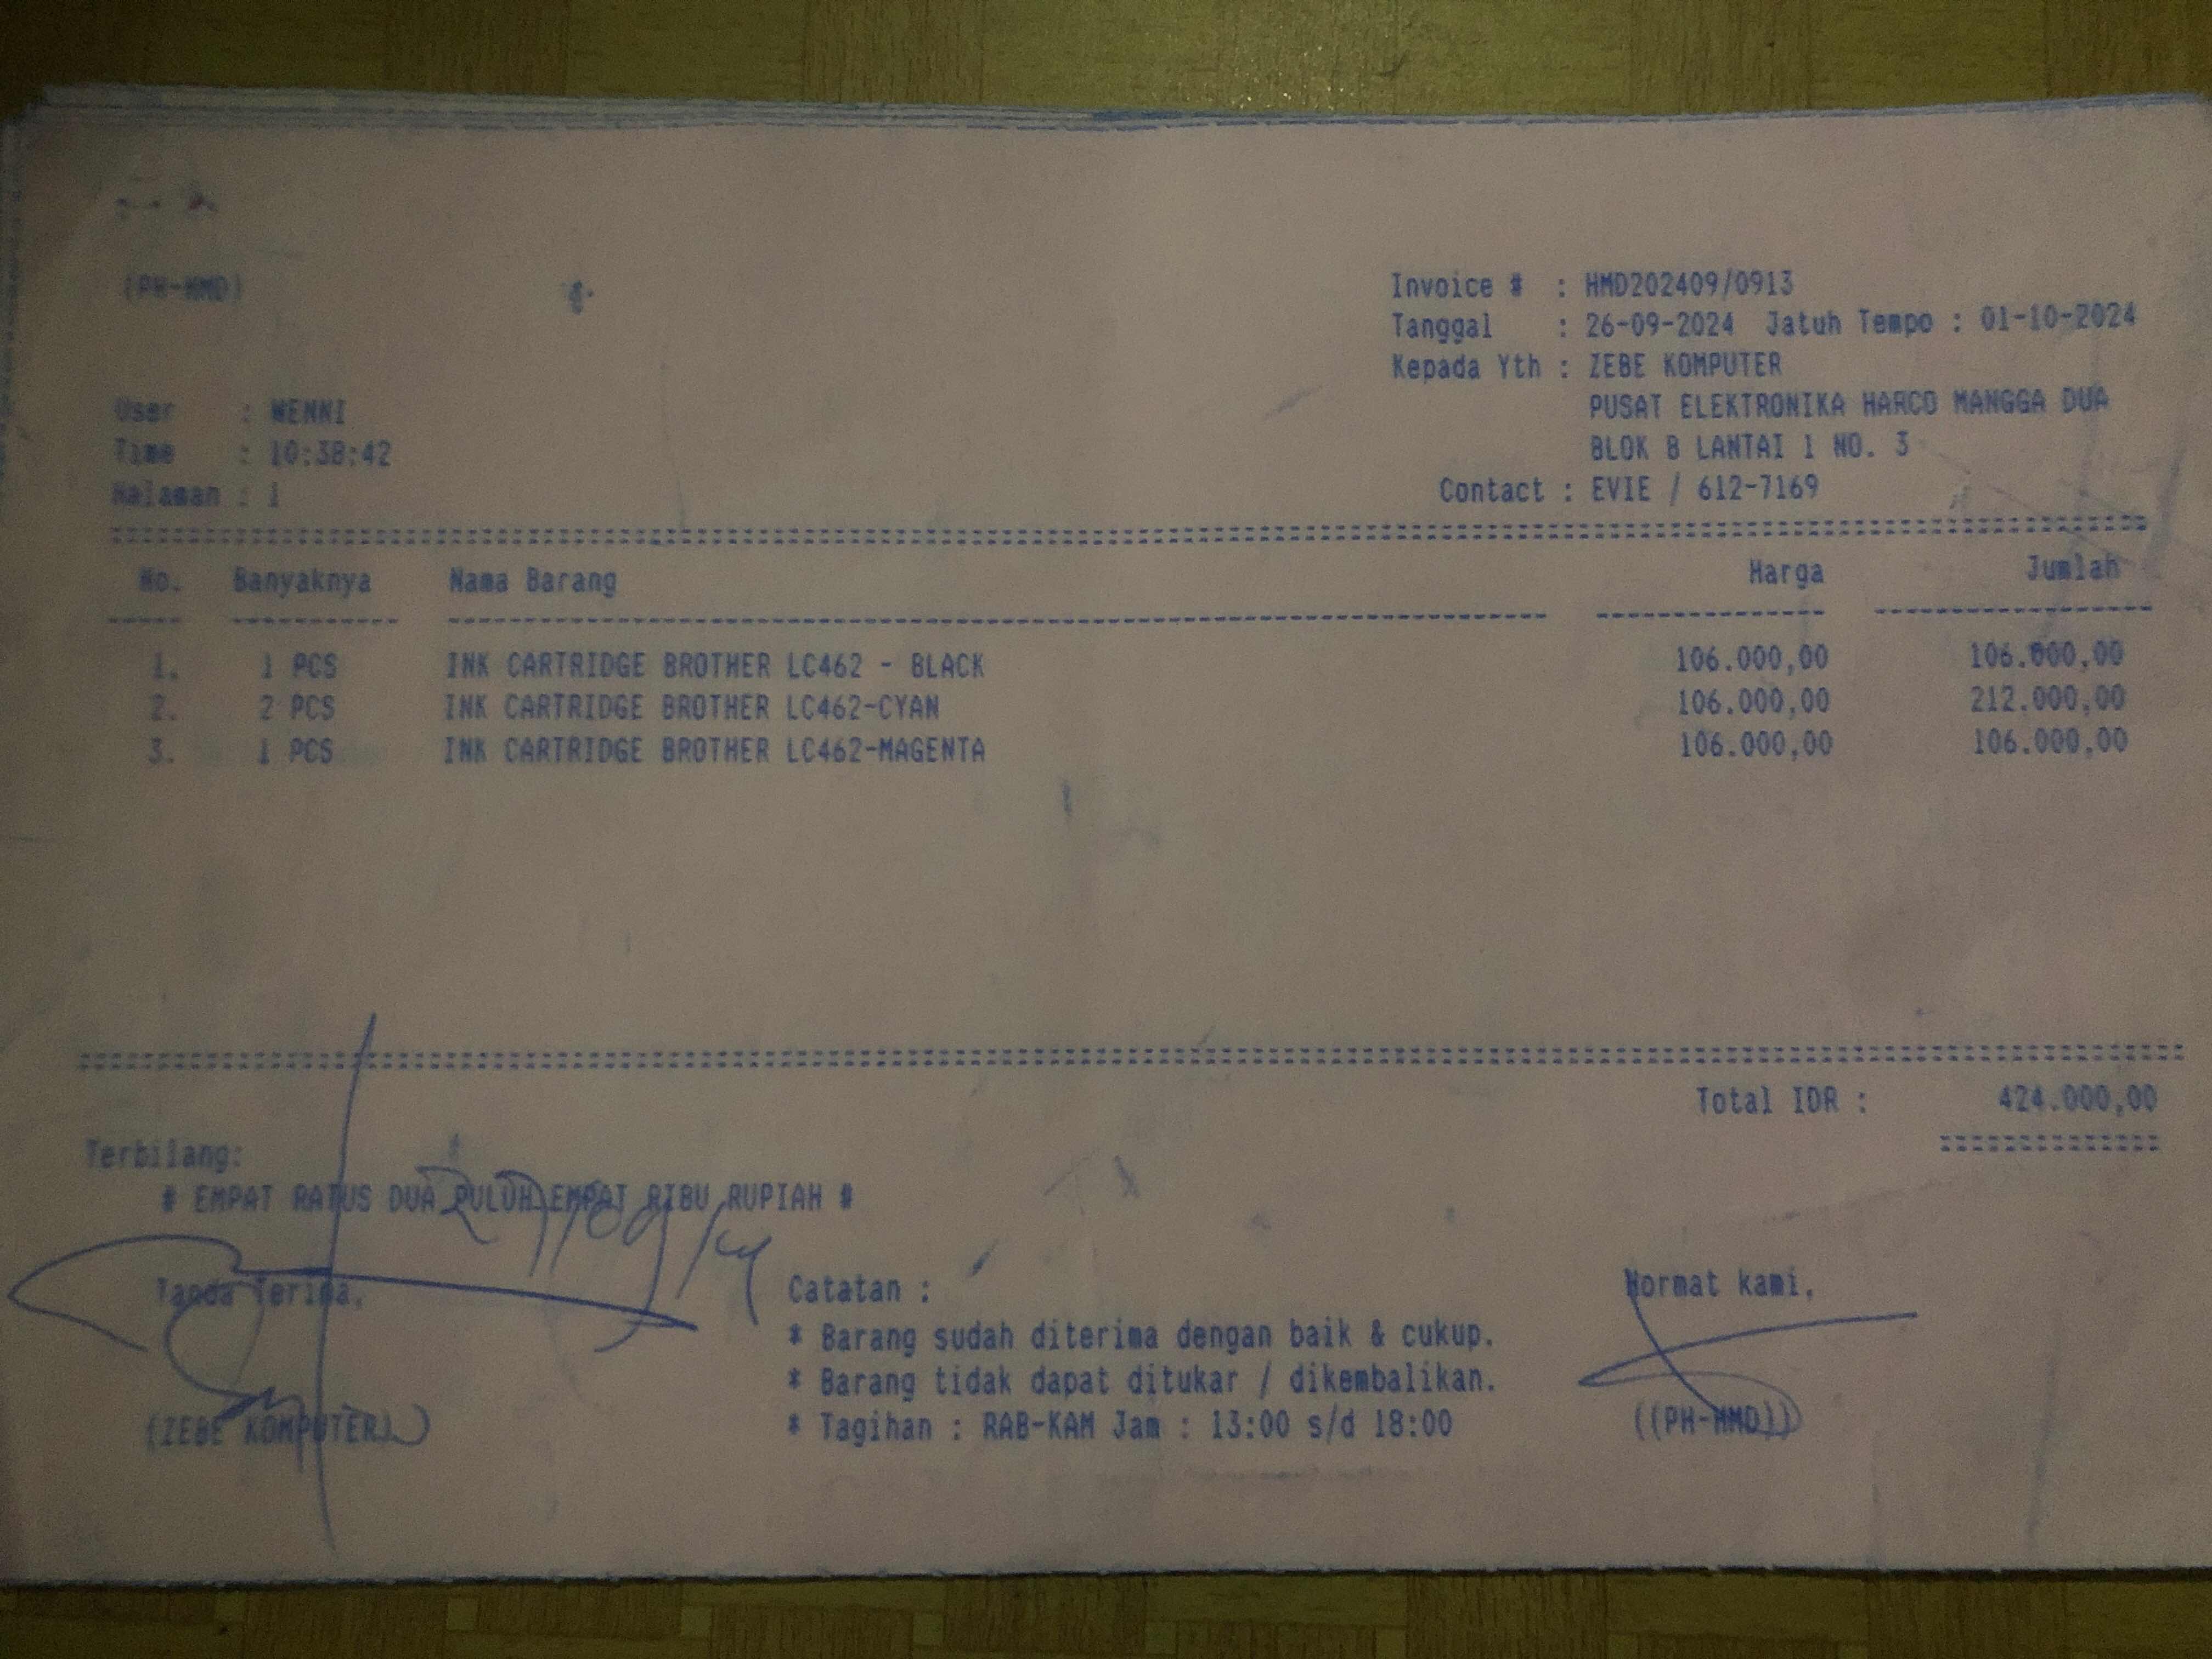 (PH-HMD)
Invoice # : HMD202409/0913
Tanggal : 26-09-2024 Jatuh Tempo : 01-10-2024
Kepada Yth : ZEBE KOMPUTER
PUSAT ELEKTRONIKA HARCO MANGGA DUA
BLOK B LANTAI 1 NO. 3
Contact : EVIE / 612-7169
User : WENNI
Time : 10:38:42
Halaman : 1
No. Banyaknya Nama Barang Harga Jumlah
1. 1 PCS INK CARTRIDGE BROTHER LC462 - BLACK 106.000,00 106.000,00
2. 2 PCS INK CARTRIDGE BROTHER LC462-CYAN 106.000,00 212.000,00
3. 1 PCS INK CARTRIDGE BROTHER LC462-MAGENTA 106.000,00 106.000,00
Total IDR : 424.000,00
Terbilang:
# EMPAT RATUS DUA PULUH EMPAT RIBU RUPIAH #
Tanda Terima,
(ZEBE KOMPUTER)
Catatan :
* Barang sudah diterima dengan baik & cukup.
* Barang tidak dapat ditukar / dikembalikan.
* Tagihan : RAB-KAM Jam : 13:00 s/d 18:00
Hormat kami,
((PH-HMD))